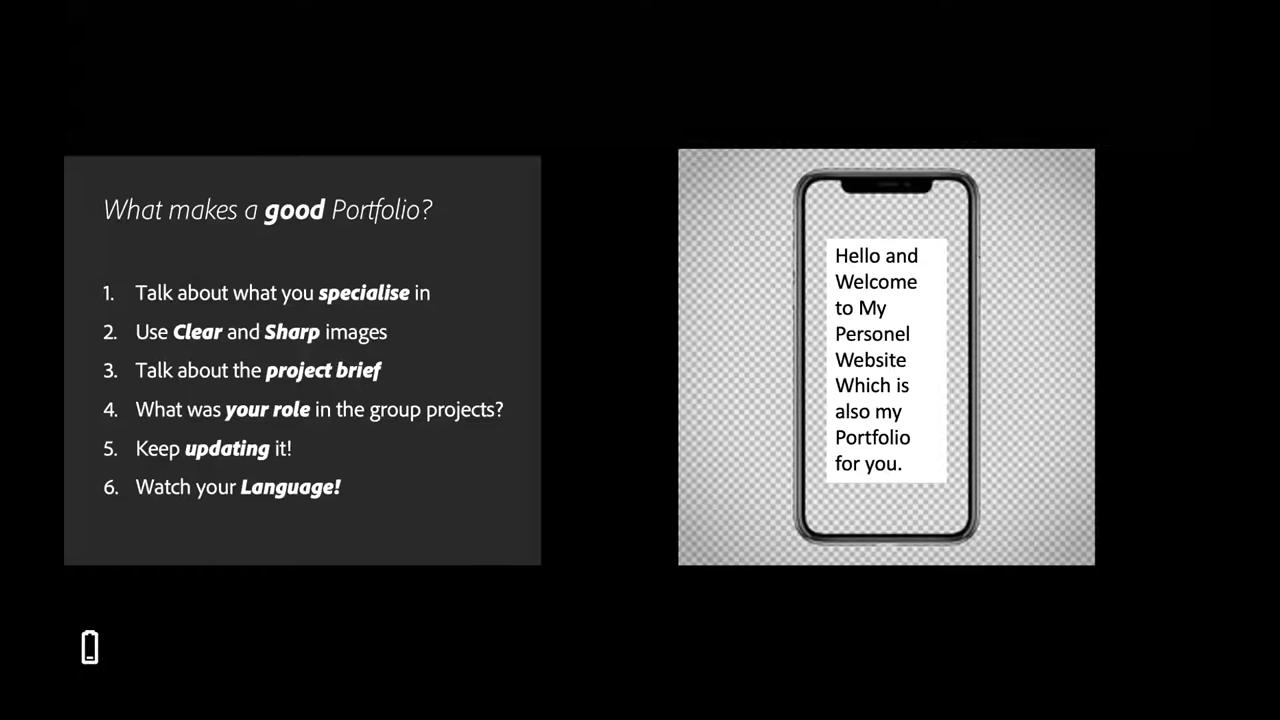 What makes a good Portfolio?
1. Talk about what you specialise in
2. Use Clear and Sharp images
3. Talk about the project brief
4. What was your role in the group projects?
5. Keep updating it!
6. Watch your Language!
Hello and
Welcome
to My
Personel
Website
Which is
also my
Portfolio
for you.